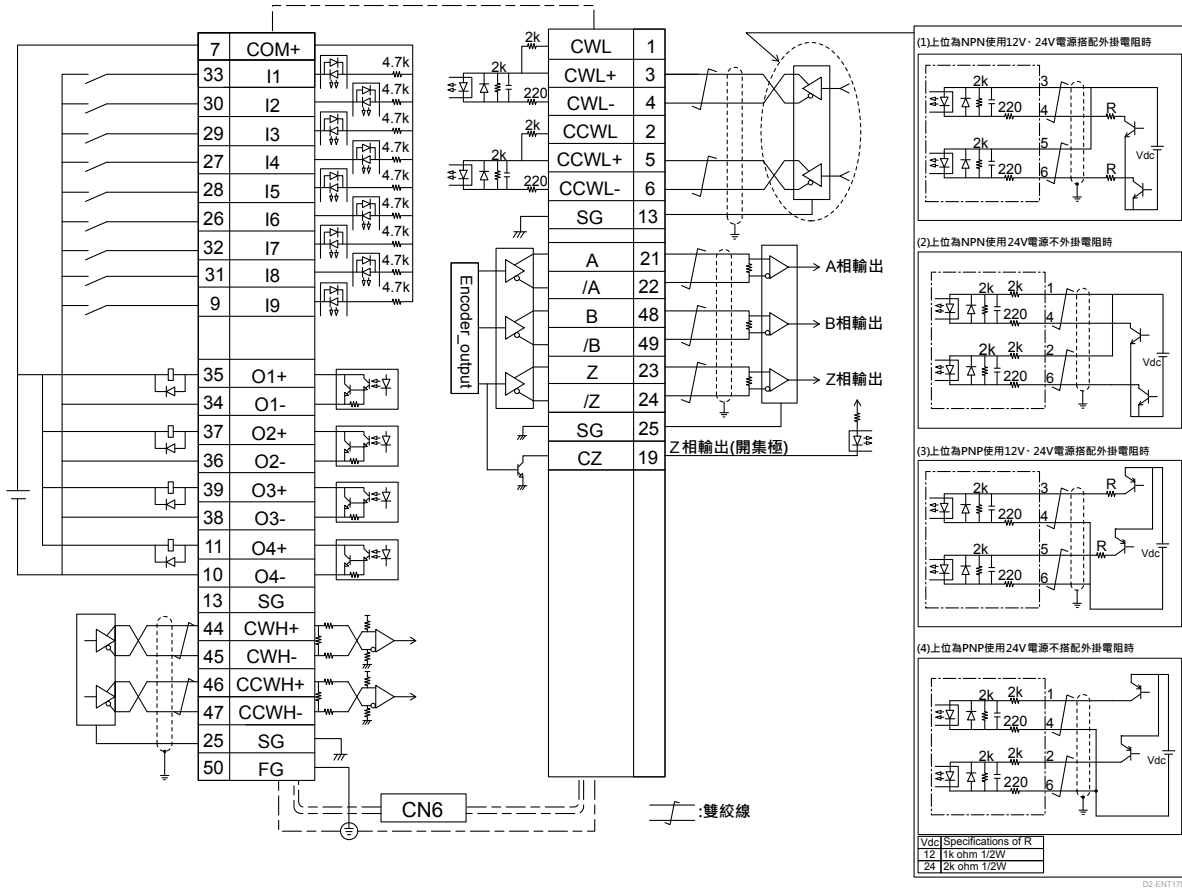 7 COM+
33 I1 4.7k
30 I2 4.7k
29 I3 4.7k
27 I4 4.7k
28 I5 4.7k
26 I6 4.7k
32 I7 4.7k
31 I8 4.7k
9 I9 4.7k
35 O1+
34 O1-
37 O2+
36 O2-
39 O3+
38 O3-
11 O4+
10 O4-
13 SG
44 CWH+
45 CWH-
46 CCWH+
47 CCWH-
25 SG
50 FG
CN6
2k CWL 1
2k CWL+ 3
220 CWL- 4
2k CCWL 2
2k CCWL+ 5
220 CCWL- 6
SG 13
Encoder_output
A 21 A相輸出
/A 22
B 48 B相輸出
/B 49
Z 23 Z相輸出
/Z 24
SG 25
CZ 19 Z相輸出(開集極)
:雙絞線
(1)上位為NPN使用12V、24V電源搭配外掛電阻時
2k 3
220 4 R
2k 5 Vdc
220 6 R
(2)上位為NPN使用24V電源不外掛電阻時
2k 2k 1
220 4
2k 2k 2 Vdc
220 6
(3)上位為PNP使用12V、24V電源搭配外掛電阻時
2k 3 R
220 4
2k 5 R Vdc
220 6
(4)上位為PNP使用24V電源不搭配外掛電阻時
2k 2k 1
220 4
2k 2k 2 Vdc
220 6
Vdc Specifications of R
12 1k ohm 1/2W
24 2k ohm 1/2W